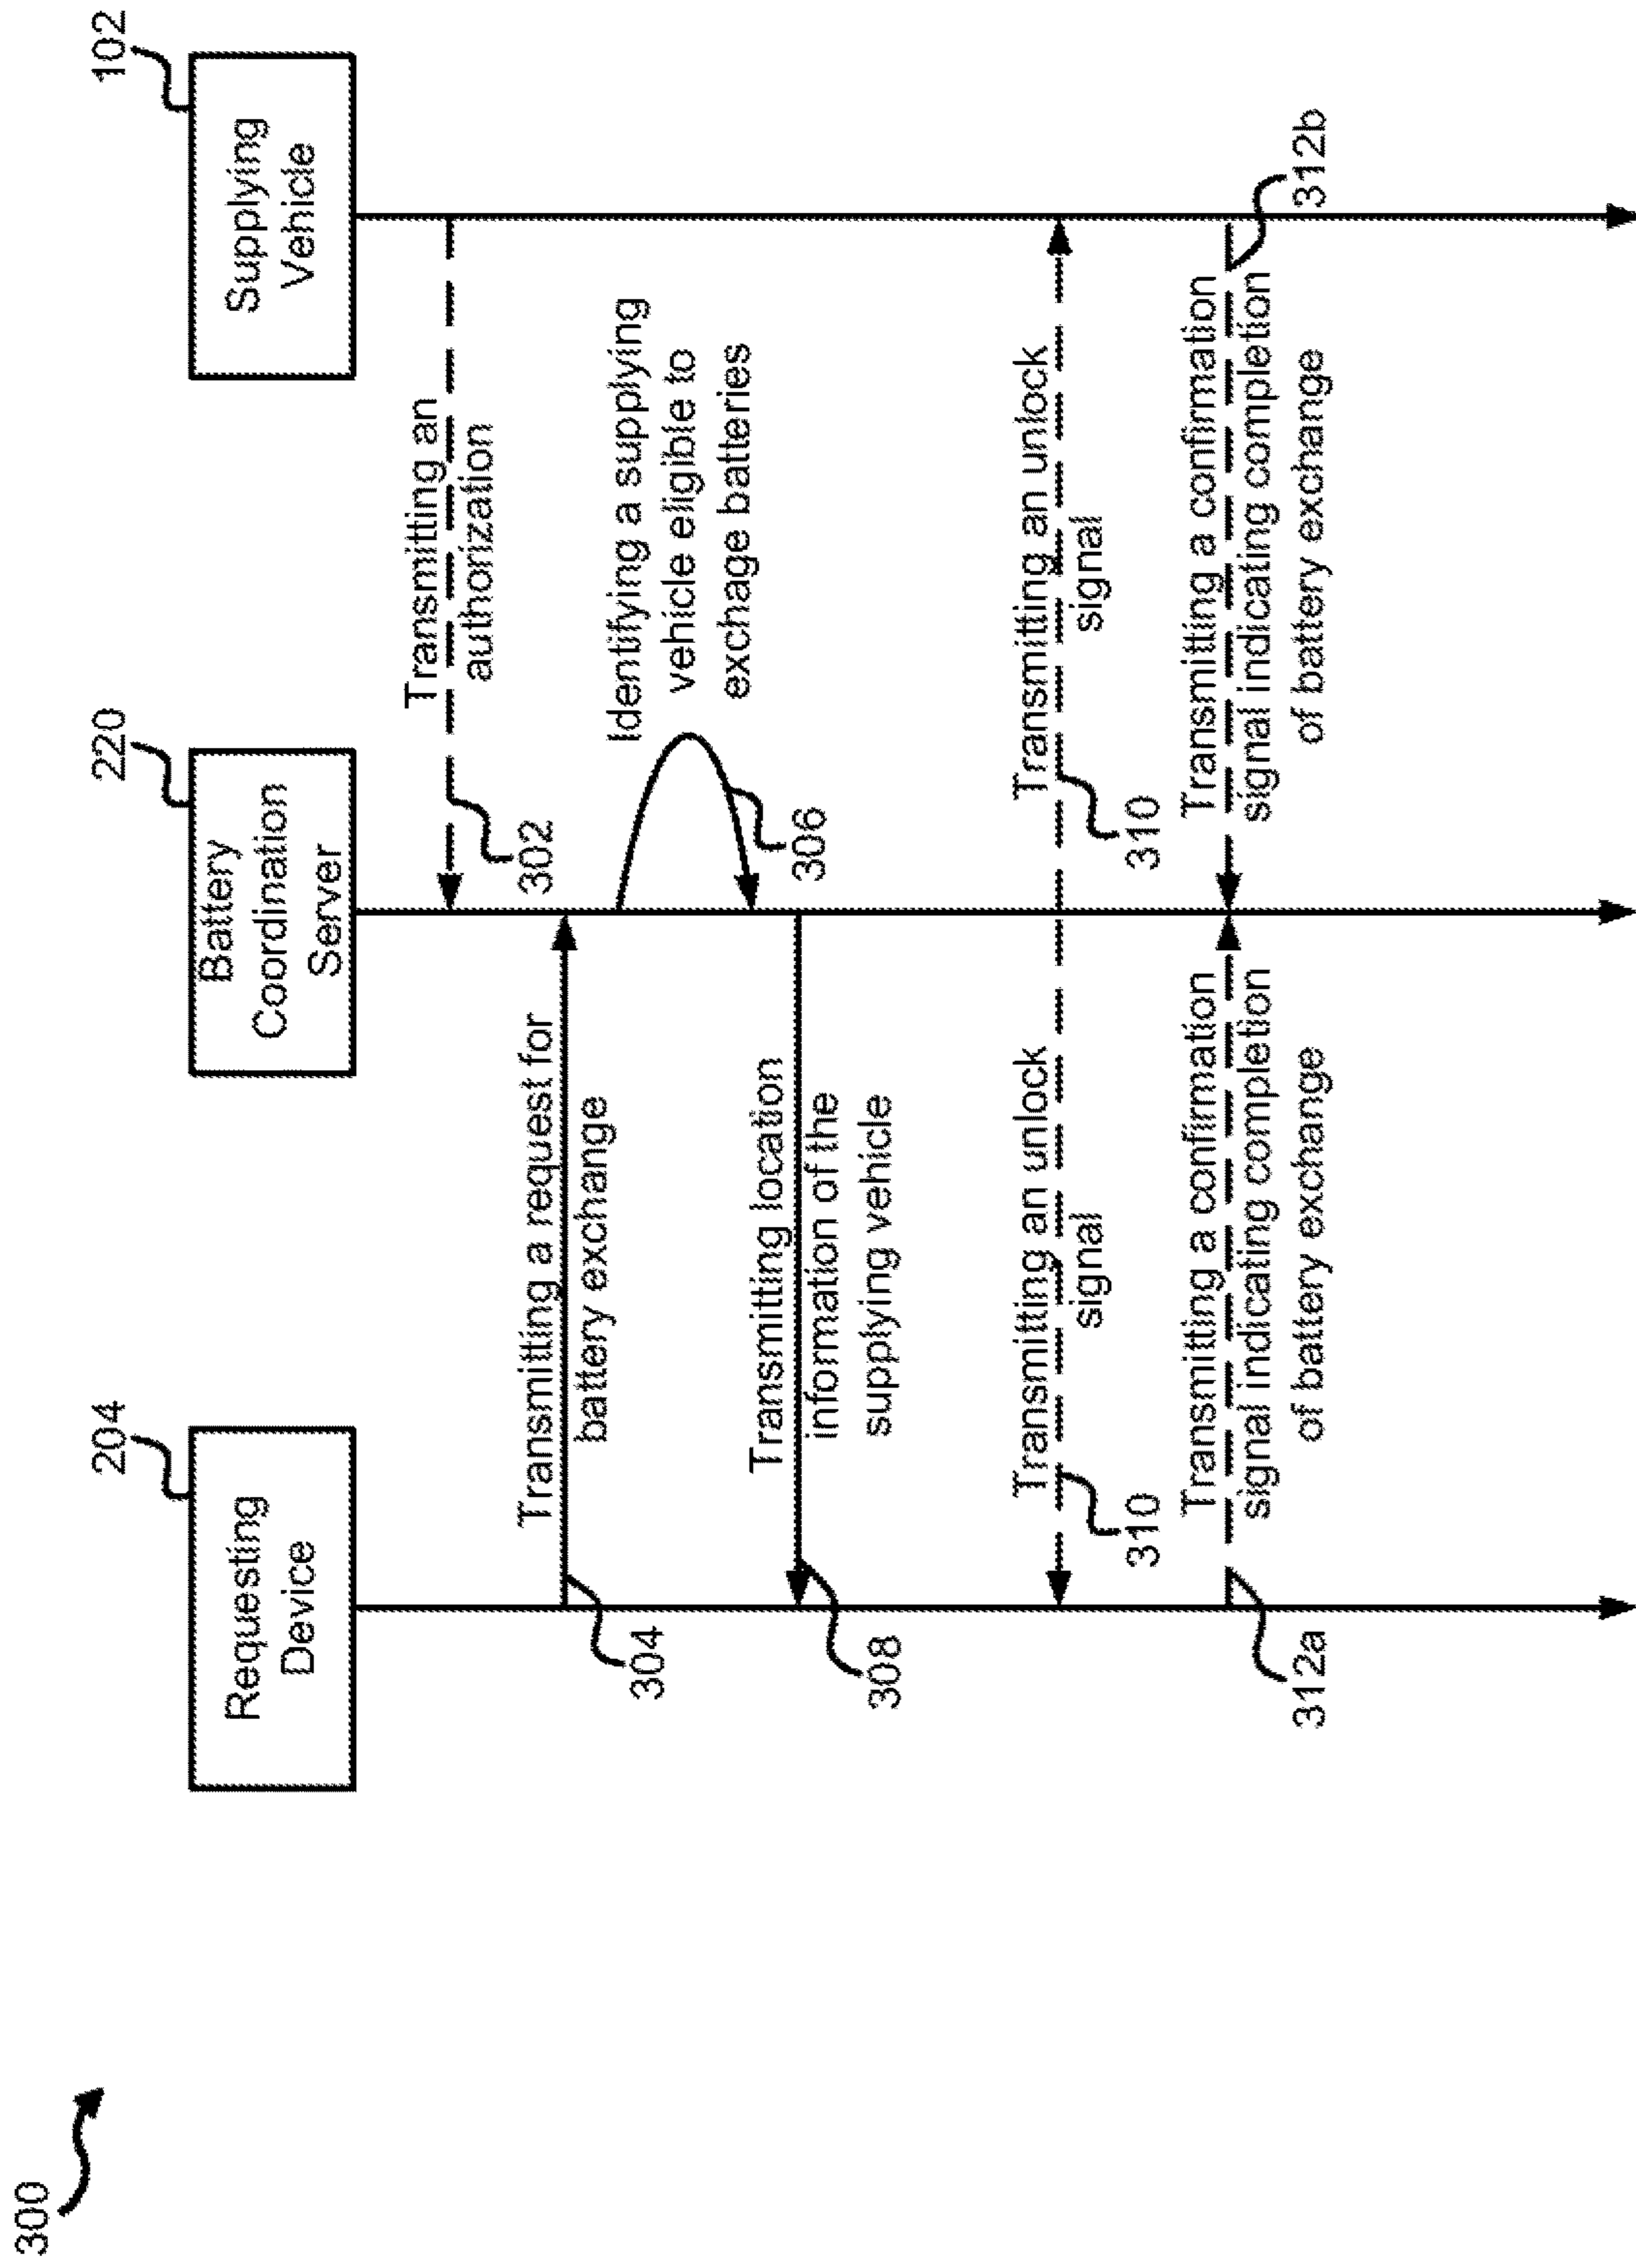 300
204
220
102
Requesting
Device
Battery
Coordination
Server
Supplying
Vehicle
Transmitting an
authorization
302
Transmitting a request for
battery exchange
304
Identifying a supplying
vehicle eligible to
exchage batteries
306
Transmitting location
information of the
supplying vehicle
308
Transmitting an unlock
signal
310
Transmitting an unlock
signal
310
Transmitting a confirmation
signal indicating completion
of battery exchange
312a
Transmitting a confirmation
signal indicating completion
of battery exchange
312b